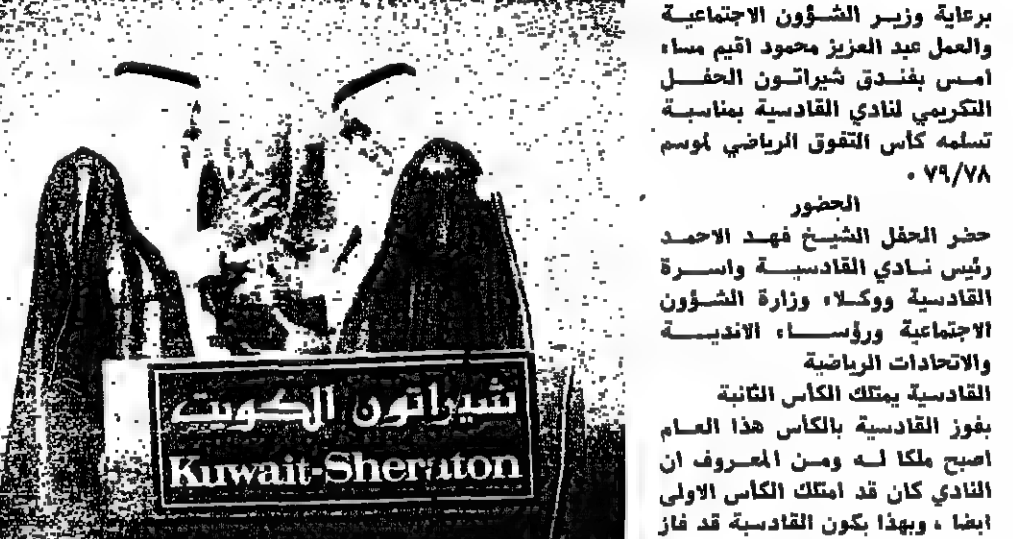 برعاية وزير الشؤون الاجتماعية
والعمل عبد العزيز محمود اقيم مساء
امس بفندق شيراتون الحفل
التكريمي لنادي القادسية بمناسبة
تسلمه كأس التفوق الرياضي لموسم
٧٩/٧٨ ٠
الحضور
حضر الحفل الشيخ فهد الاحمد
رئيس نادي القادسية واسرة
القادسية ووكلاء وزارة الشؤون
الاجتماعية ورؤساء الاندية
والاتحادات الرياضية
القادسية يمتلك الكأس الثانية
بفوز القادسية بالكأس هذا العام
اصبح ملكا له ومن المعروف ان
النادي كان قد امتلك الكأس الاولى
ايضا ، وبهذا يكون القادسية قد فاز
شيراتون الكويت
Kuwait-Sheraton